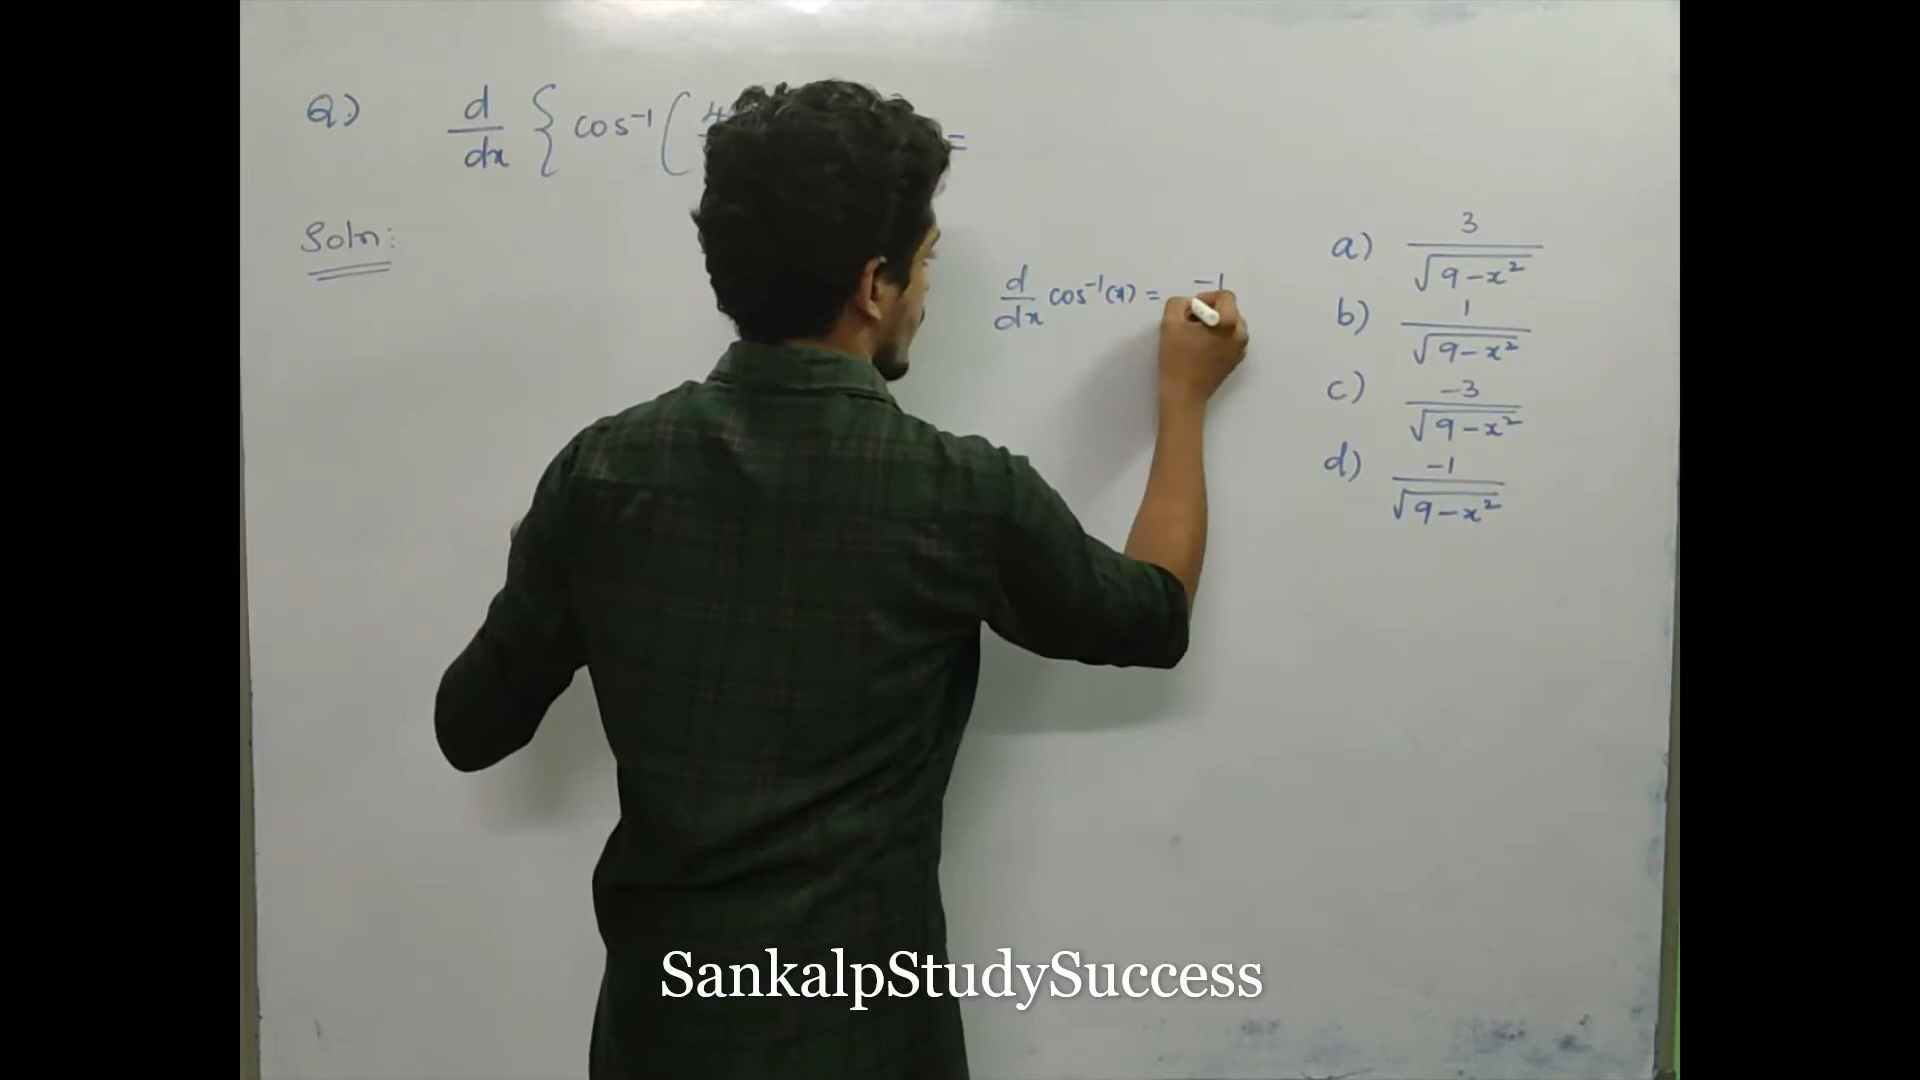 Q.) d/dx { cos⁻¹ ( 4 =
Soln:
d/dx cos⁻¹(x) = -1
a) 3/√(9-x²)
b) 1/√(9-x²)
c) -3/√(9-x²)
d) -1/√(9-x²)
SankalpStudySuccess